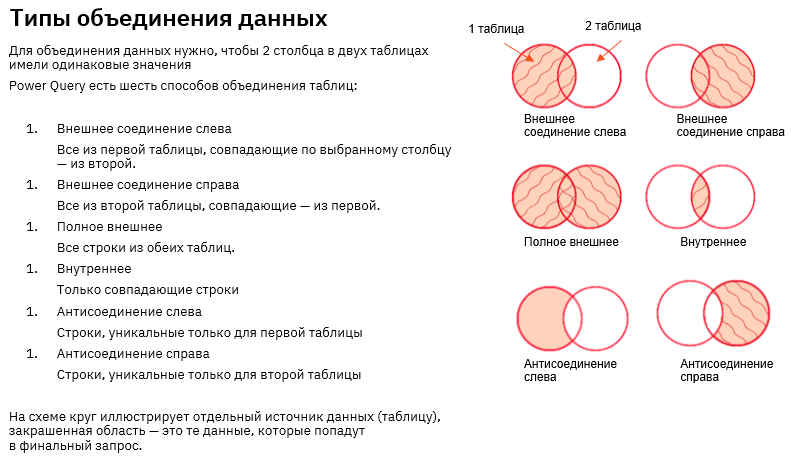 Типы объединения данных
Для объединения данных нужно, чтобы 2 столбца в двух таблицах
имели одинаковые значения
Power Query есть шесть способов объединения таблиц:
1. Внешнее соединение слева
Все из первой таблицы, совпадающие по выбранному столбцу
— из второй.
1. Внешнее соединение справа
Все из второй таблицы, совпадающие — из первой.
1. Полное внешнее
Все строки из обеих таблиц.
1. Внутреннее
Только совпадающие строки
1. Антисоединение слева
Строки, уникальные только для первой таблицы
1. Антисоединение справа
Строки, уникальные только для второй таблицы
На схеме круг иллюстрирует отдельный источник данных (таблицу),
закрашенная область — это те данные, которые попадут
в финальный запрос.
1 таблица
2 таблица
Внешнее
соединение слева
Внешнее
соединение справа
Полное внешнее
Внутреннее
Антисоединение
слева
Антисоединение
справа